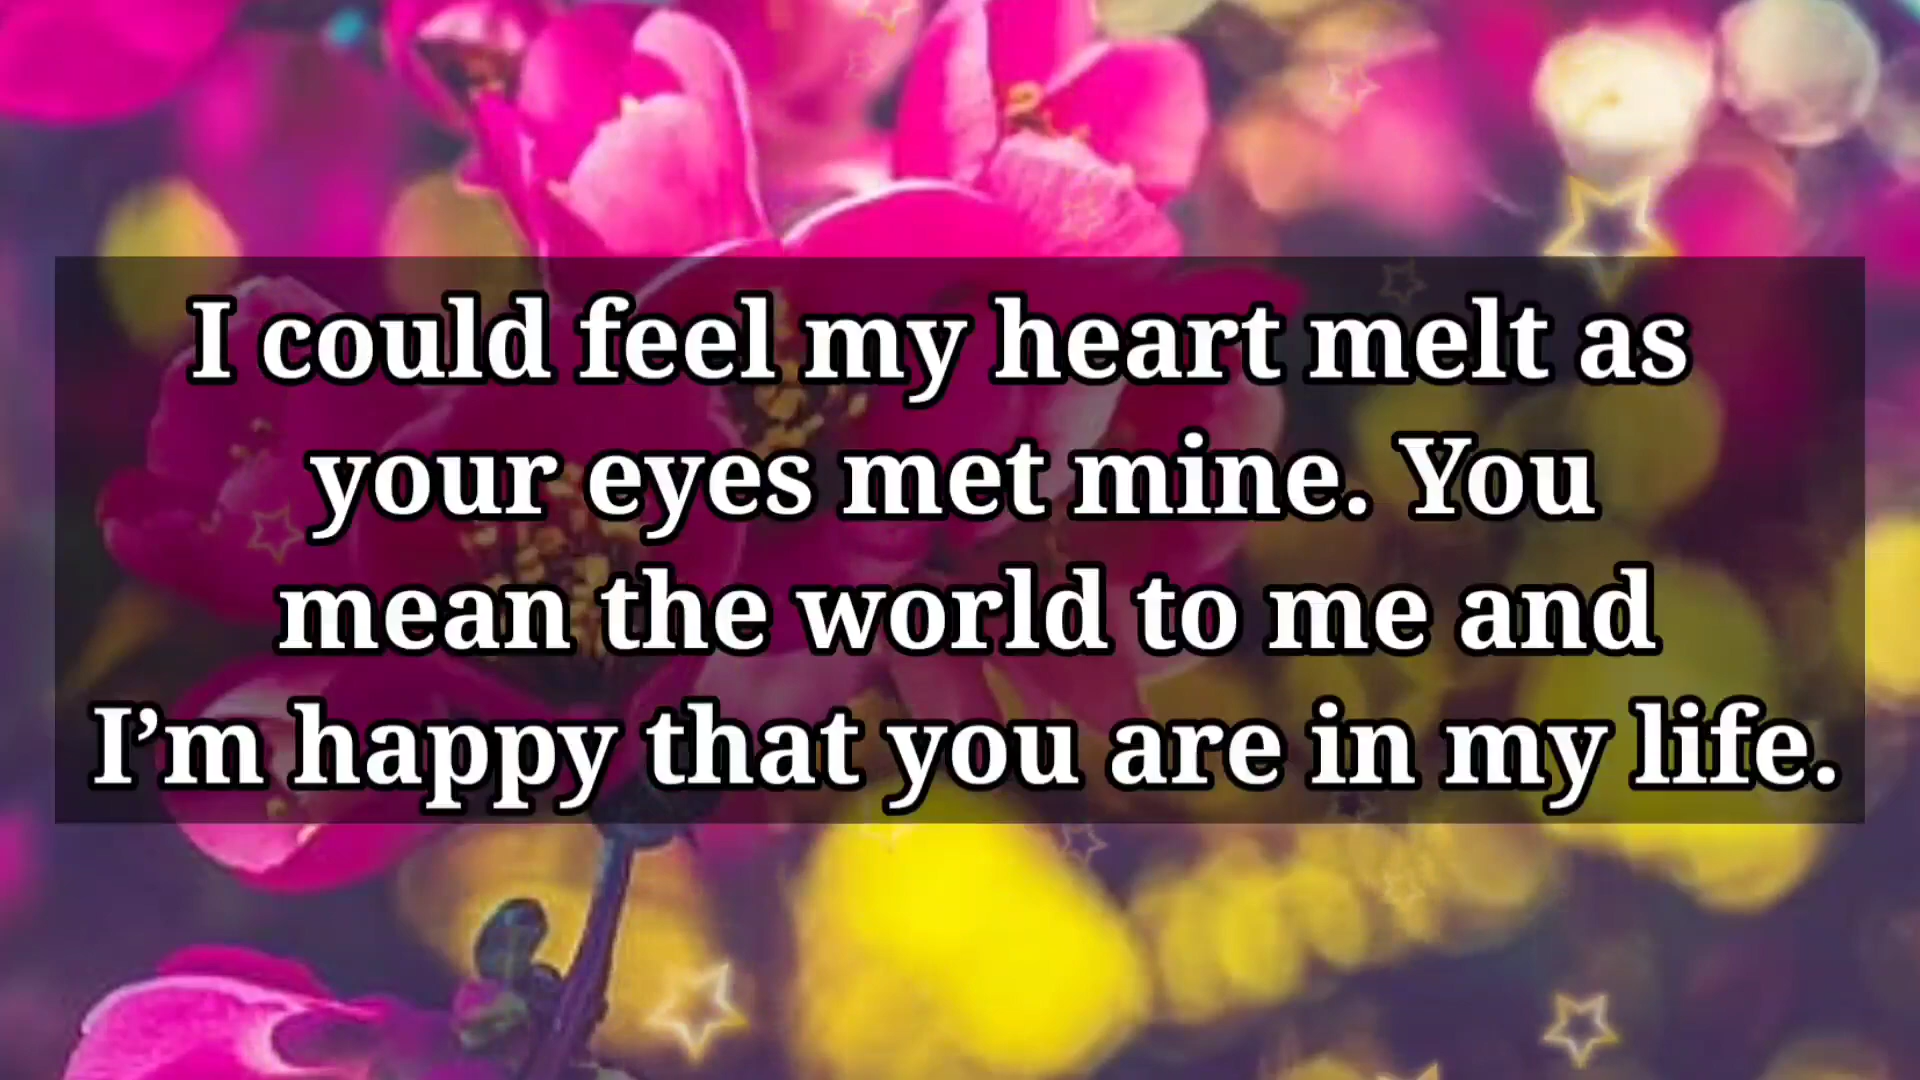 I could feel my heart melt as
your eyes met mine. You
mean the world to me and
I’m happy that you are in my life.